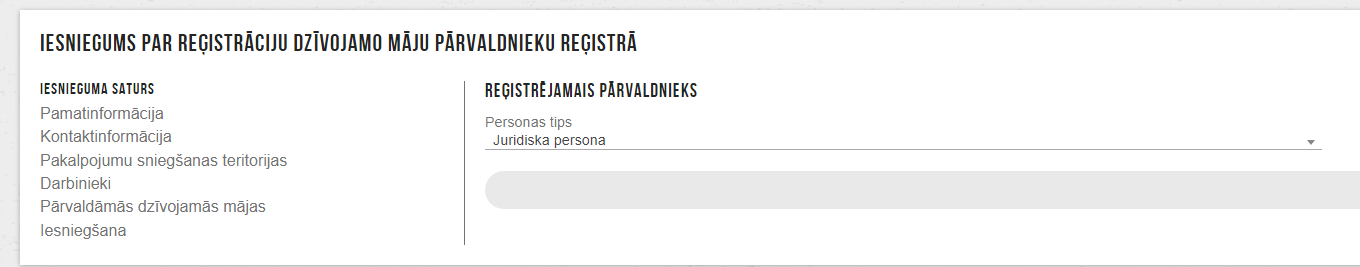 IESNIEGUMS PAR REĢISTRĀCIJU DZĪVOJAMO MĀJU PĀRVALDNIEKU REĢISTRĀ
IESNIEGUMA SATURS
Pamatinformācija
Kontaktinformācija
Pakalpojumu sniegšanas teritorijas
Darbinieki
Pārvaldāmās dzīvojamās mājas
Iesniegšana
REĢISTRĒJAMAIS PĀRVALDNIEKS
Personas tips
Juridiska persona